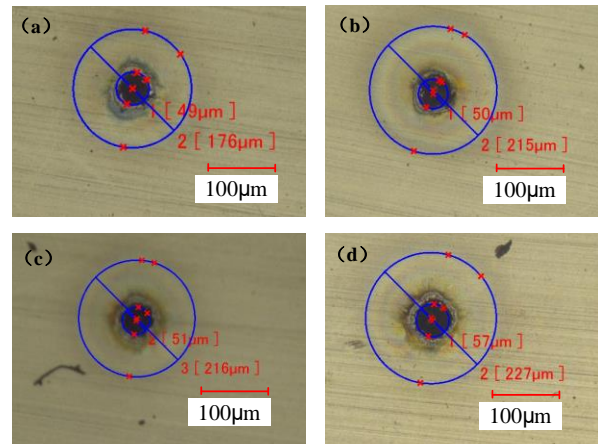 (a)
1 [ 49μm]
2 [ 176μm]
100μm
(b)
1 [ 50μm]
2 [ 215μm]
100μm
(c)
2 [ 51μm]
3 [ 216μm]
100μm
(d)
1 [ 57μm]
2 [ 227μm]
100μm